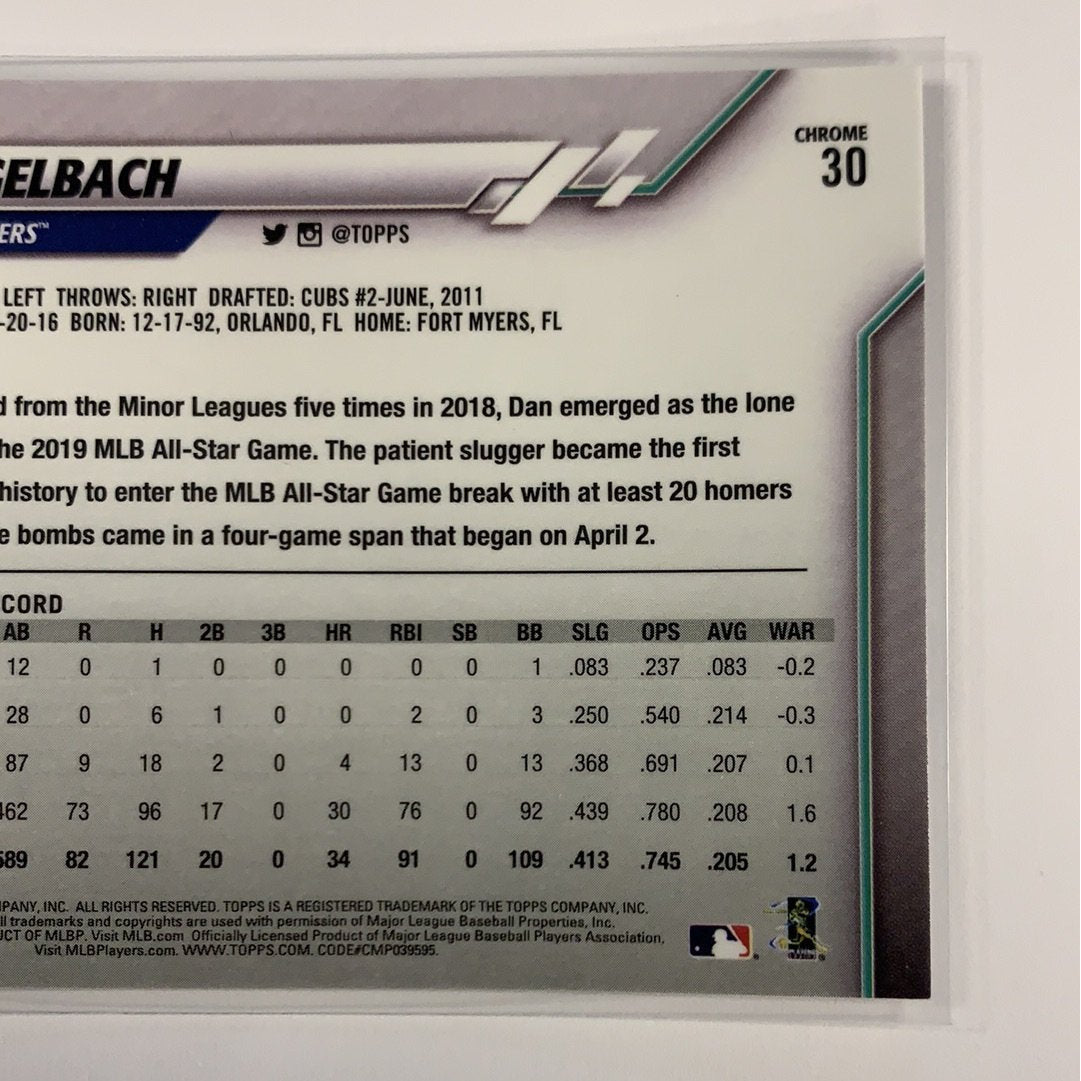 CHROME
30
GELBACH
ERS™
@TOPPS
LEFT THROWS: RIGHT DRAFTED: CUBS #2-JUNE, 2011
-20-16 BORN: 12-17-92, ORLANDO, FL HOME: FORT MYERS, FL
d from the Minor Leagues five times in 2018, Dan emerged as the lone
he 2019 MLB All-Star Game. The patient slugger became the first
history to enter the MLB All-Star Game break with at least 20 homers
e bombs came in a four-game span that began on April 2.
CORD
AB R H 2B 3B HR RBI SB BB SLG OPS AVG WAR
12 0 1 0 0 0 0 0 1 .083 .237 .083 -0.2
28 0 6 1 0 0 2 0 3 .250 .540 .214 -0.3
87 9 18 2 0 4 13 0 13 .368 .691 .207 0.1
462 73 96 17 0 30 76 0 92 .439 .780 .208 1.6
589 82 121 20 0 34 91 0 109 .413 .745 .205 1.2
PANY, INC. ALL RIGHTS RESERVED. TOPPS IS A REGISTERED TRADEMARK OF THE TOPPS COMPANY, INC.
ll trademarks and copyrights are used with permission of Major League Baseball Properties, Inc.
UCT OF MLBP. Visit MLB.com Officially Licensed Product of Major League Baseball Players Association,
Visit MLBPlayers.com. WWW.TOPPS.COM. CODE#CMP039595.